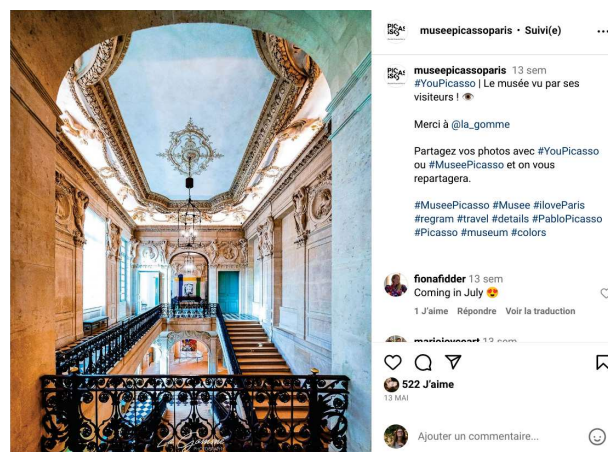 museepicassoparis • Suivi(e)
museepicassoparis 13 sem
#YouPicasso | Le musée vu par ses
visiteurs ! 👁
Merci à @la_gomme
Partagez vos photos avec #YouPicasso
ou #MuseePicasso et on vous
repartagera.
#MuseePicasso #Musee #iloveParis
#regram #travel #details #PabloPicasso
#Picasso #museum #colors
fionafidder 13 sem
Coming in July 😍
1 J’aime Répondre Voir la traduction
13 sem
522 J’aime
13 MAI
Ajouter un commentaire...
La Gomme